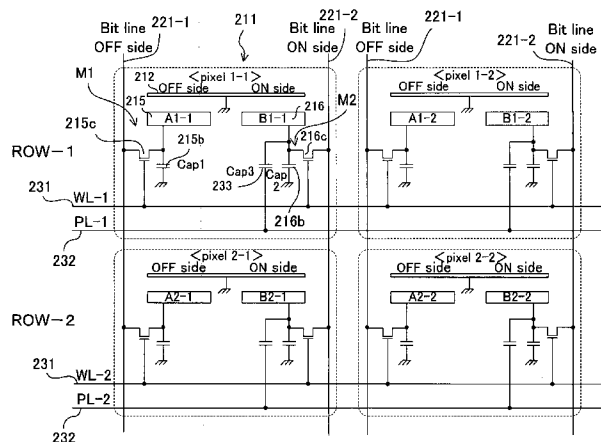 Bit line OFF side
221-1
211
Bit line ON side
221-2
Bit line OFF side
221-1
221-2
Bit line ON side
M1
212
<pixel 1-1>
OFF side
ON side
<pixel 1-2>
OFF side
ON side
215
A1-1
B1-1
216
M2
A1-2
B1-2
215c
215b
216c
ROW-1
Cap1
Cap3
233
Cap 2
216b
231
WL-1
PL-1
232
<pixel 2-1>
OFF side
ON side
<pixel 2-2>
OFF side
ON side
A2-1
B2-1
A2-2
B2-2
ROW-2
231
WL-2
PL-2
232